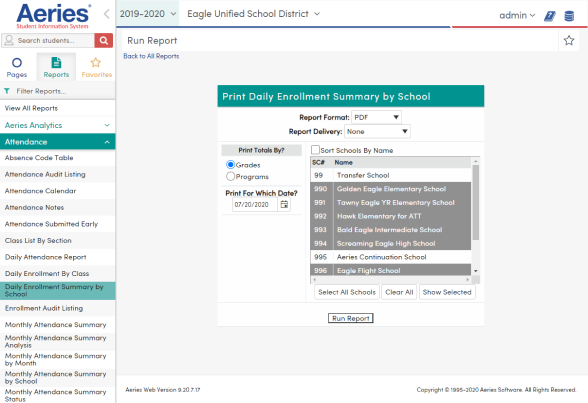 Aeries®
Student Information System
2019-2020
Eagle Unified School District
admin
Search students...
Run Report
Back to All Reports
Pages
Reports
Favorites
Filter Reports...
View All Reports
Aeries Analytics
Attendance
Absence Code Table
Attendance Audit Listing
Attendance Calendar
Attendance Notes
Attendance Submitted Early
Class List By Section
Daily Attendance Report
Daily Enrollment By Class
Daily Enrollment Summary by
School
Enrollment Audit Listing
Monthly Attendance Summary
Monthly Attendance Summary
Analysis
Monthly Attendance Summary
by Month
Monthly Attendance Summary
by School
Monthly Attendance Summary
Status
Print Daily Enrollment Summary by School
Report Format: PDF
Report Delivery: None
Print Totals By?
Grades
Programs
Print For Which Date?
07/20/2020
Sort Schools By Name
SC# Name
99 Transfer School
990 Golden Eagle Elementary School
991 Tawny Eagle YR Elementary School
992 Hawk Elementary for ATT
993 Bald Eagle Intermediate School
994 Screaming Eagle High School
995 Aeries Continuation School
996 Eagle Flight School
Select All Schools Clear All Show Selected
Run Report
Aeries Web Version 9.20.7.17
Copyright © 1995-2020 Aeries Software. All Rights Reserved.